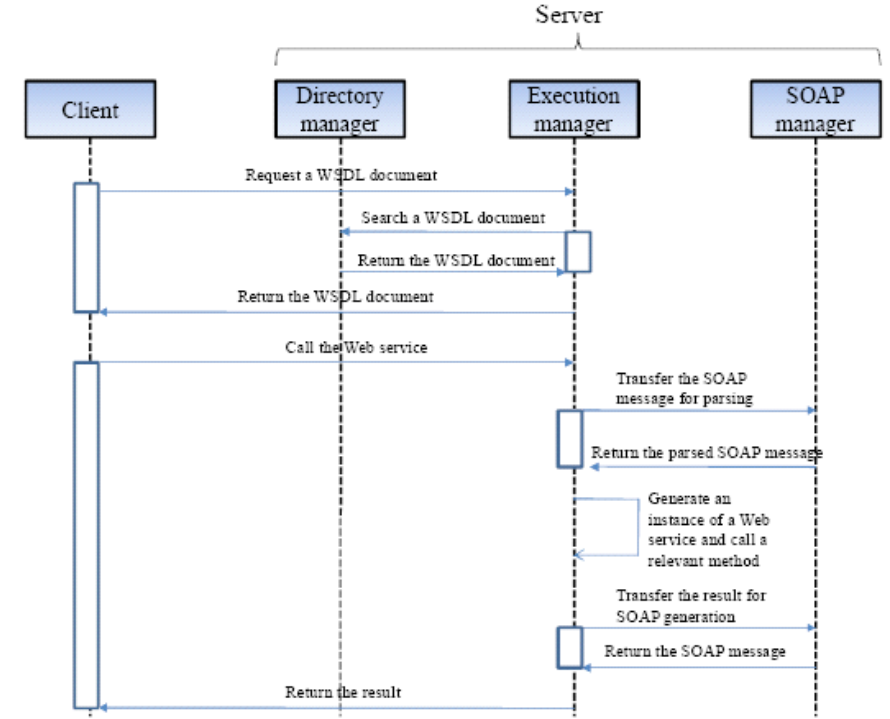 Server
Client
Directory
manager
Execution
manager
SOAP
manager
Request a WSDL document
Search a WSDL document
Return the WSDL document
Return the WSDL document
Call the Web service
Transfer the SOAP
message for parsing
Return the parsed SOAP message
Generate an
instance of a Web
service and call a
relevant method
Transfer the result for
SOAP generation
Return the SOAP message
Return the result